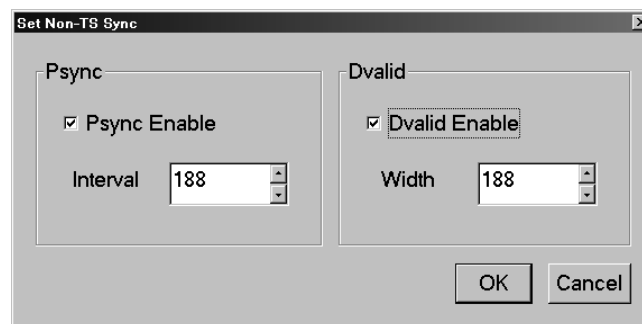 Set Non-TS Sync
Psync
Psync Enable
Interval 188
Dvalid
Dvalid Enable
Width 188
OK Cancel